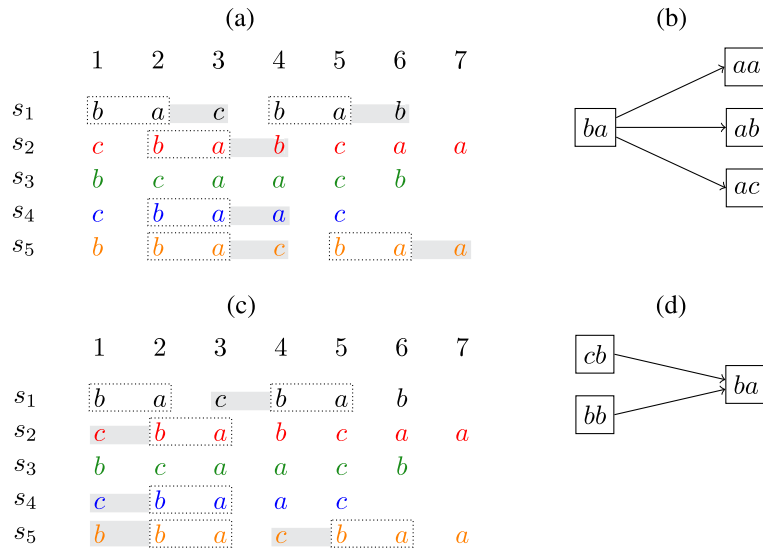 (a) (b)
1 2 3 4 5 6 7
aa
s1 b a c b a b
ba ab
s2 c b a b c a a
s3 b c a a c b
ac
s4 c b a a c
s5 b b a c b a a
(c) (d)
1 2 3 4 5 6 7
cb
ba
s1 b a c b a b
bb
s2 c b a b c a a
s3 b c a a c b
s4 c b a a c
s5 b b a c b a a